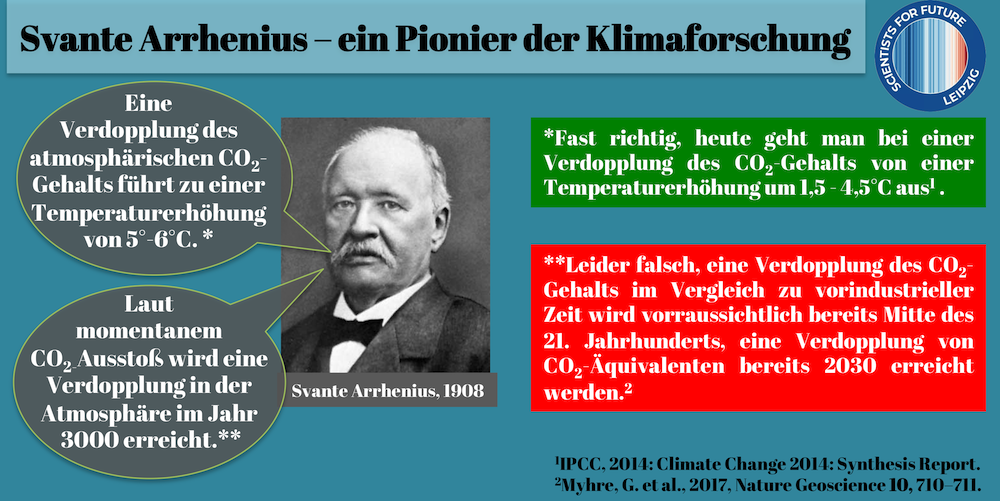 Svante Arrhenius – ein Pionier der Klimaforschung
SCIENTISTS FOR FUTURE
LEIPZIG
Eine
Verdopplung des
atmosphärischen CO₂-
Gehalts führt zu einer
Temperaturerhöhung
von 5°-6°C. *
Laut
momentanem
CO₂ Ausstoß wird eine
Verdopplung in der
Atmosphäre im Jahr
3000 erreicht.**
Svante Arrhenius, 1908
*Fast richtig, heute geht man bei einer
Verdopplung des CO₂-Gehalts von einer
Temperaturerhöhung um 1,5 - 4,5°C aus¹ .
**Leider falsch, eine Verdopplung des CO₂-
Gehalts im Vergleich zu vorindustrieller
Zeit wird vorraussichtlich bereits Mitte des
21. Jahrhunderts, eine Verdopplung von
CO₂-Äquivalenten bereits 2030 erreicht
werden.²
¹IPCC, 2014: Climate Change 2014: Synthesis Report.
²Myhre, G. et al., 2017, Nature Geoscience 10, 710–711.